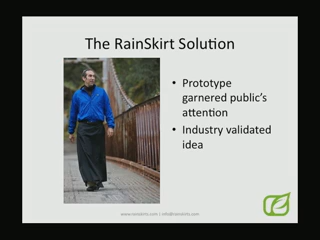 The RainSkirt Solution
• Prototype
garnered public's
attention
• Industry validated
idea